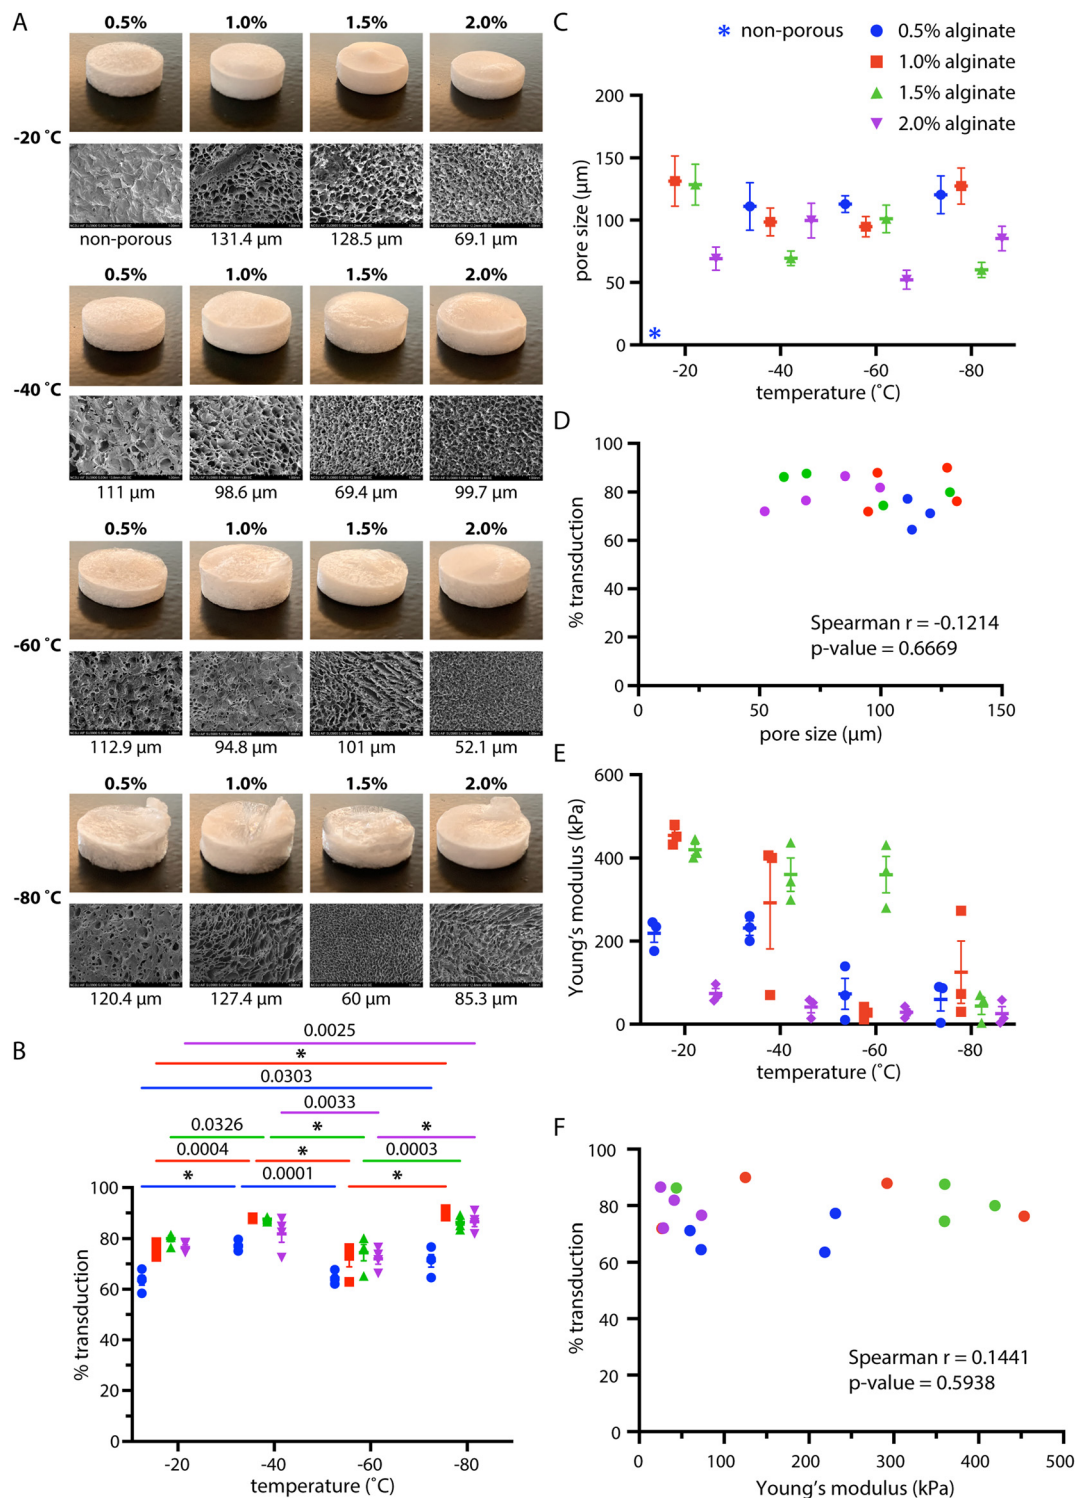 A
0.5% 1.0% 1.5% 2.0%
-20 ˚C
non-porous 131.4 µm 128.5 µm 69.1 µm
0.5% 1.0% 1.5% 2.0%
-40 ˚C
111 µm 98.6 µm 69.4 µm 99.7 µm
0.5% 1.0% 1.5% 2.0%
-60 ˚C
112.9 µm 94.8 µm 101 µm 52.1 µm
0.5% 1.0% 1.5% 2.0%
-80 ˚C
120.4 µm 127.4 µm 60 µm 85.3 µm
B
0.0025
*
0.0303
0.0033
0.0326 *
0.0004 * 0.0003 *
* 0.0001 *
% transduction
100
80
60
40
20
0
-20 -40 -60 -80
temperature (˚C)
C
* non-porous
0.5% alginate
1.0% alginate
1.5% alginate
2.0% alginate
pore size (µm)
200
150
100
50
0
*
-20 -40 -60 -80
temperature (˚C)
D
% transduction
100
80
60
40
20
0
Spearman r = -0.1214
p-value = 0.6669
0 50 100 150
pore size (µm)
E
Young's modulus (kPa)
600
400
200
0
-20 -40 -60 -80
temperature (˚C)
F
% transduction
100
80
60
40
20
0
Spearman r = 0.1441
p-value = 0.5938
0 100 200 300 400 500
Young's modulus (kPa)